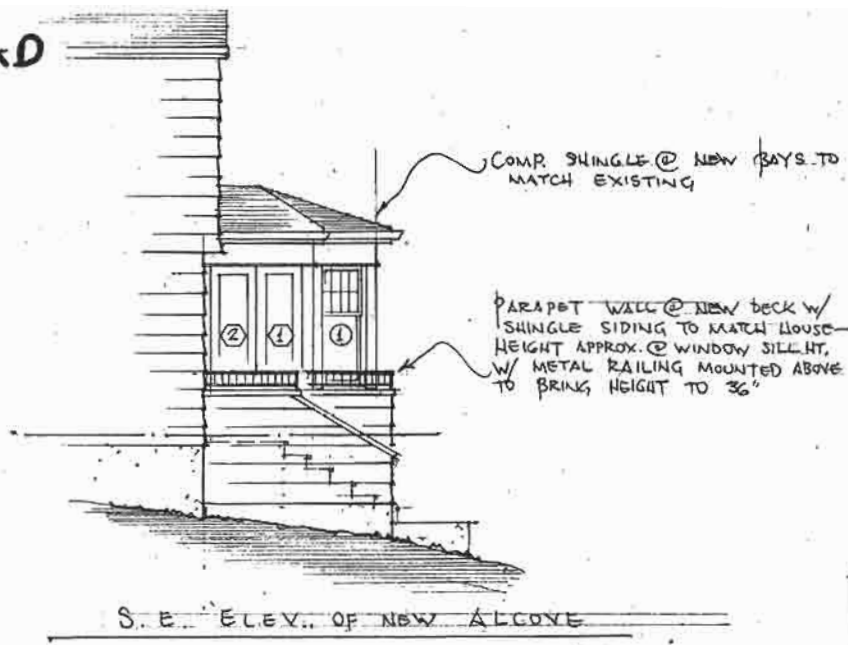 COMP. SHINGLE @ NEW BAYS TO
MATCH EXISTING
PARAPET WALL @ NEW DECK W/
SHINGLE SIDING TO MATCH HOUSE
HEIGHT APPROX. @ WINDOW SILL HT.
W/ METAL RAILING MOUNTED ABOVE
TO BRING HEIGHT TO 36"
2 1 1
S.E. ELEV. OF NEW ALCOVE